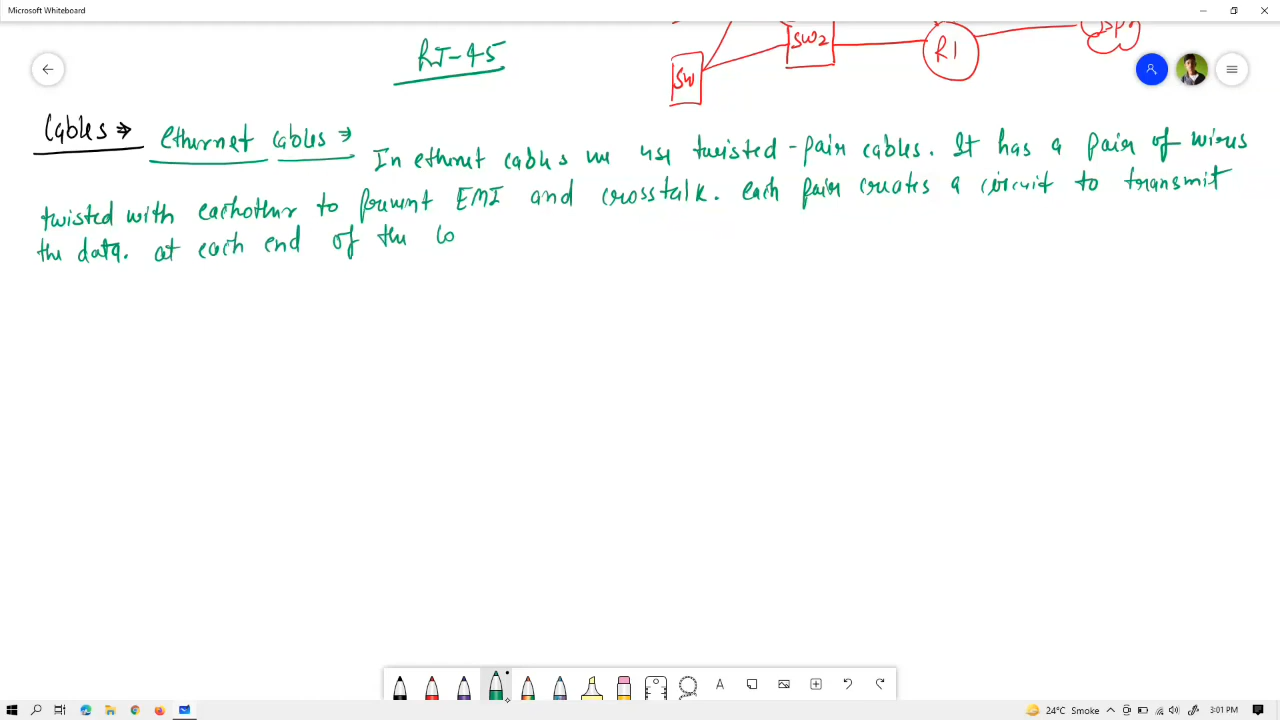 Microsoft Whiteboard
RJ-45
SW2
R1
SW
Cables ⇒ Ethernet Cables ⇒ In ethernet cables we use twisted-pair cables. It has a pair of wires
twisted with eachother to prevent EMI and crosstalk. each pair creates a circuit to transmit
the data. at each end of the Co
A
24°C Smoke
3:01 PM